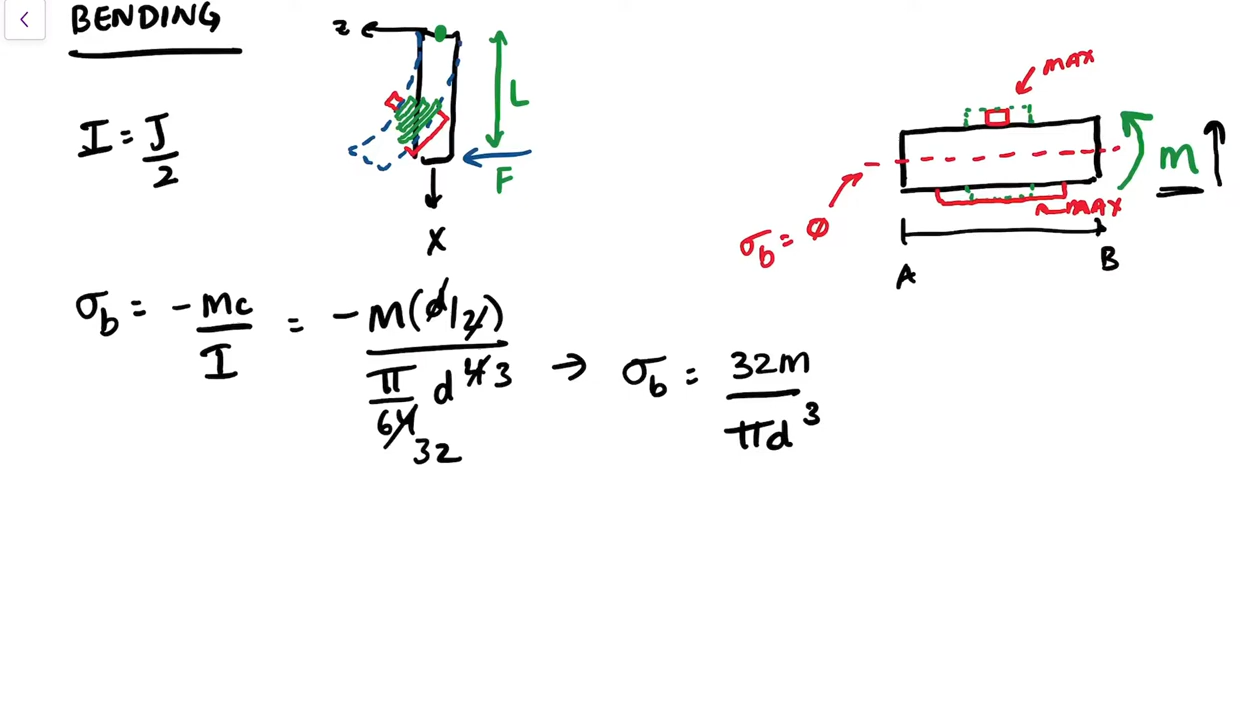 BENDING
I = J/2
z
L
F
X
MAX
m
MAX
σb = 0
A
B
σb = -Mc/I = -M(d/2)/(π/64 d^4 3) → σb = 32M/πd^3
32